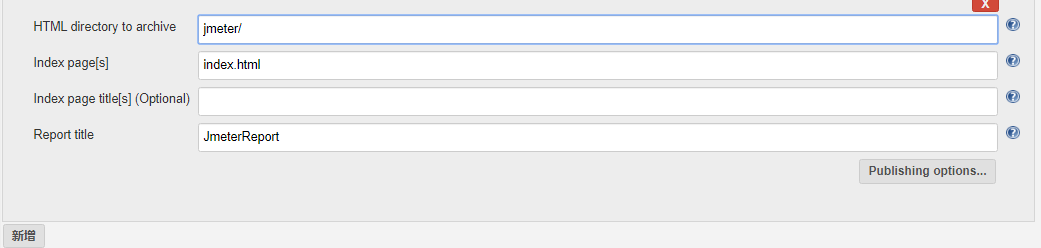 X
HTML directory to archive jmeter/
Index page[s] index.html
Index page title[s] (Optional)
Report title JmeterReport
Publishing options...
新增